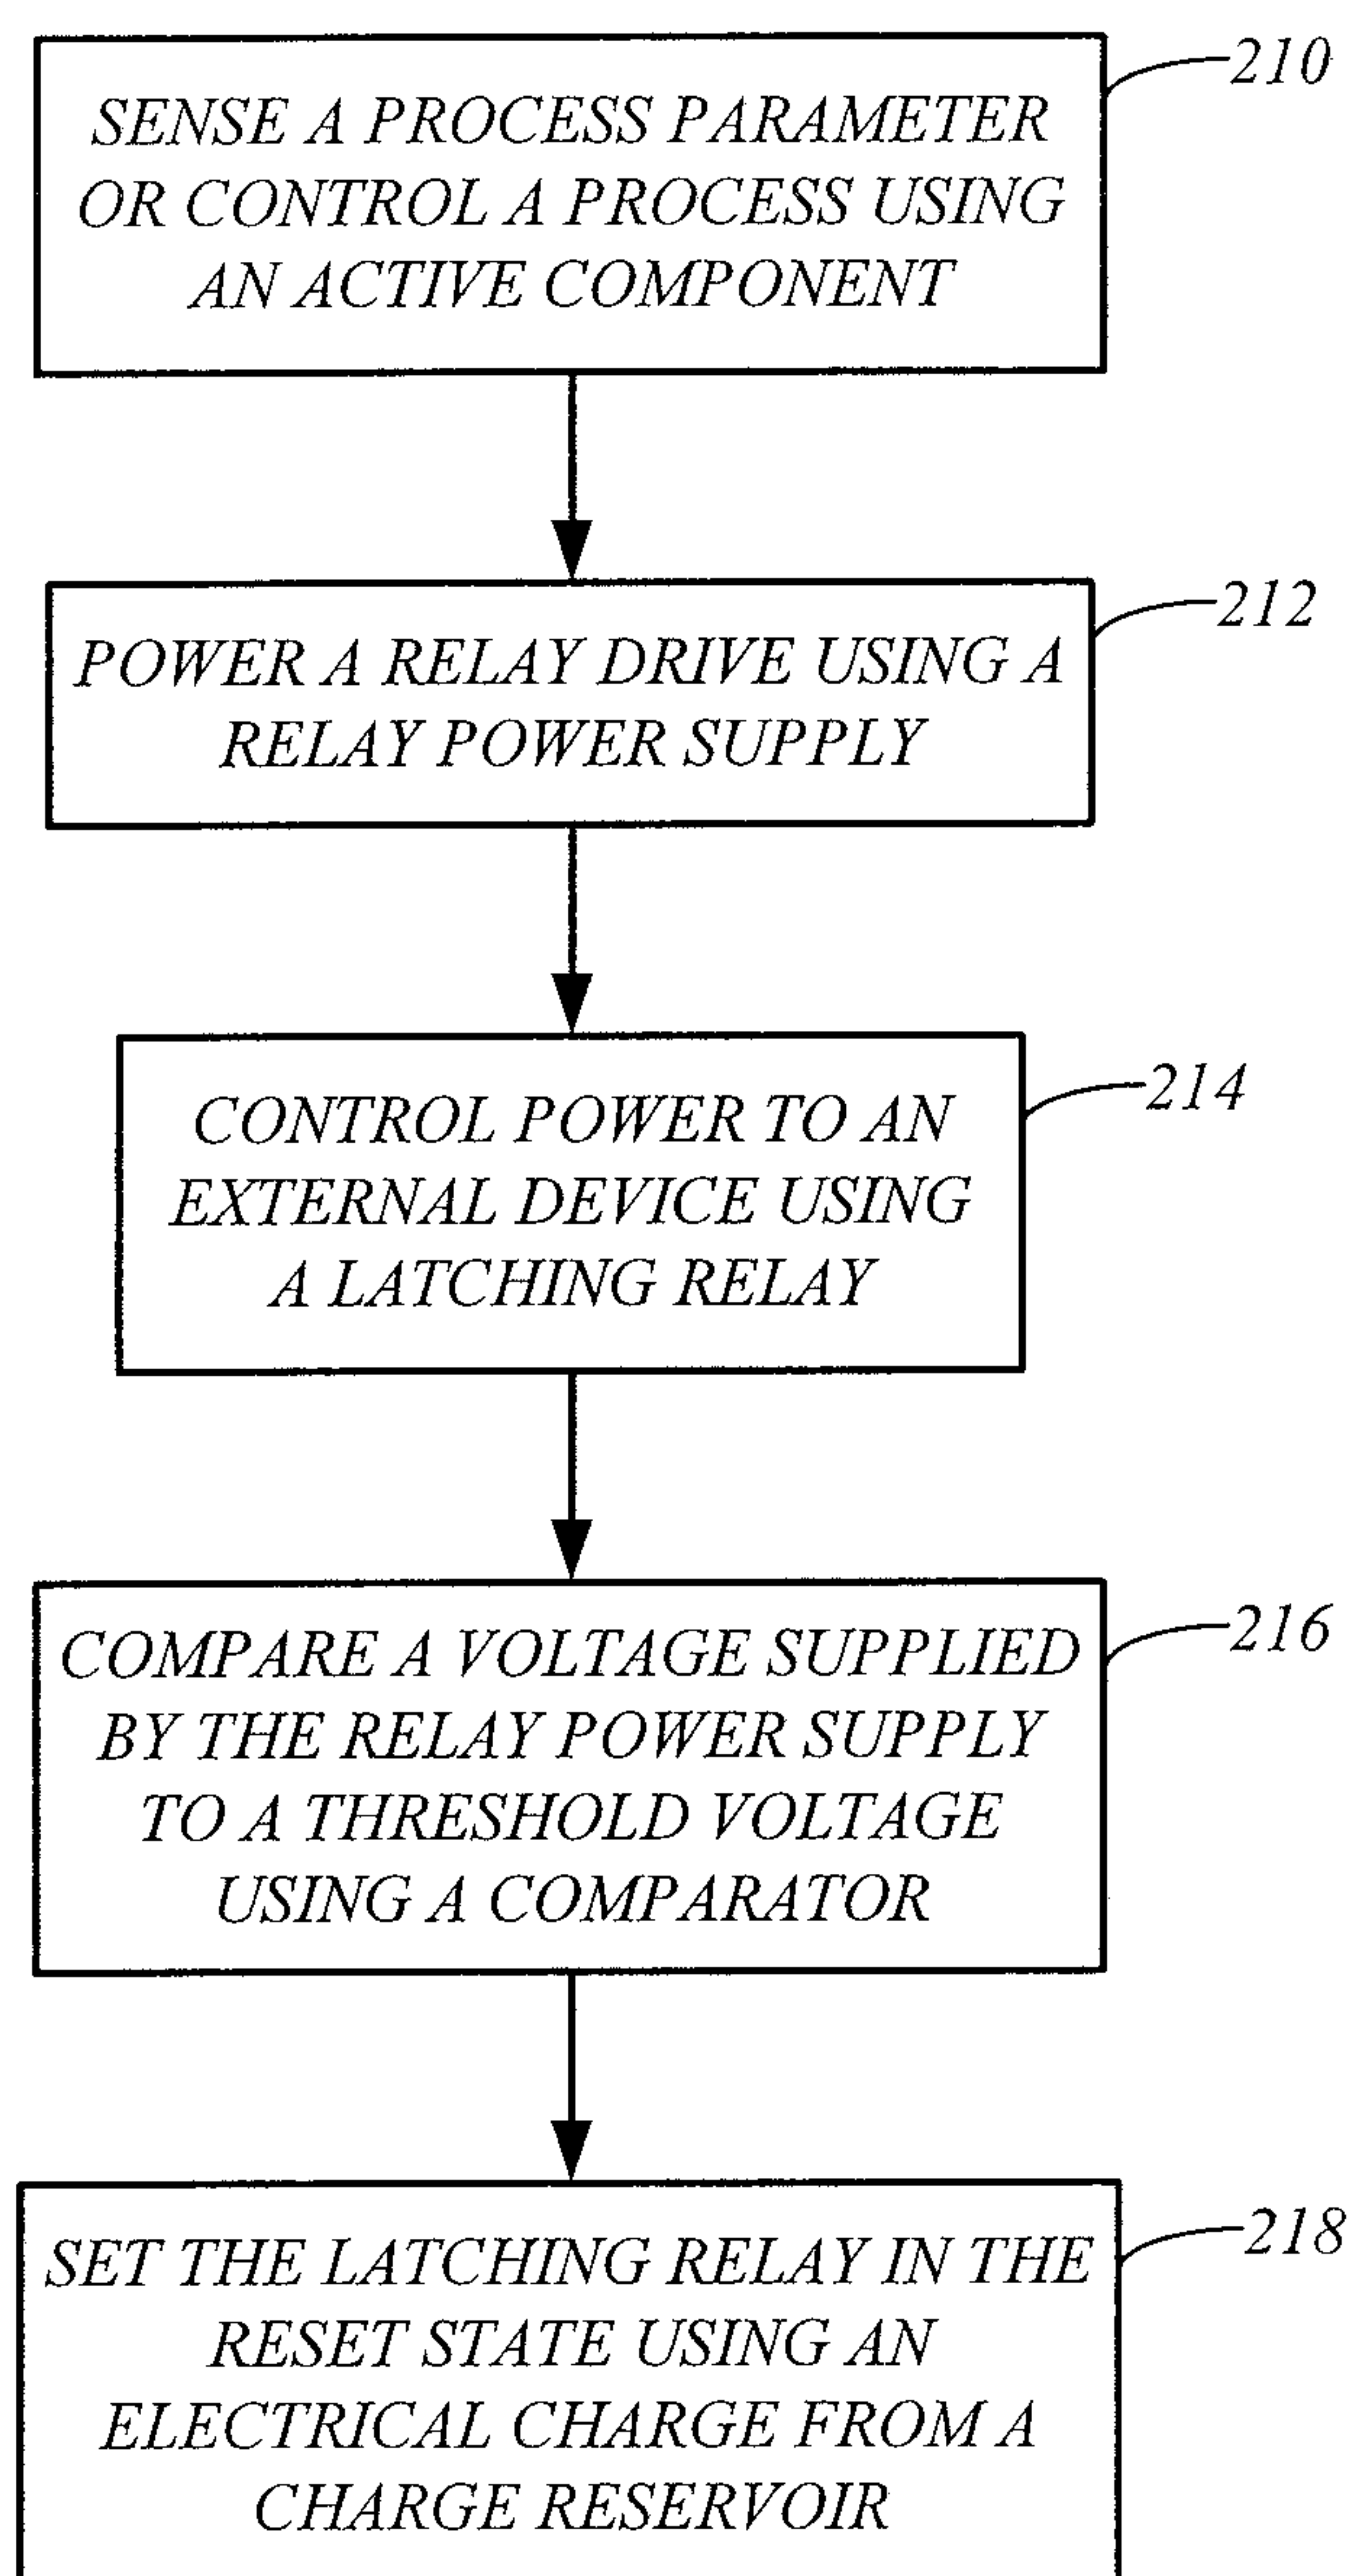 SENSE A PROCESS PARAMETER
OR CONTROL A PROCESS USING
AN ACTIVE COMPONENT
210
POWER A RELAY DRIVE USING A
RELAY POWER SUPPLY
212
CONTROL POWER TO AN
EXTERNAL DEVICE USING
A LATCHING RELAY
214
COMPARE A VOLTAGE SUPPLIED
BY THE RELAY POWER SUPPLY
TO A THRESHOLD VOLTAGE
USING A COMPARATOR
216
SET THE LATCHING RELAY IN THE
RESET STATE USING AN
ELECTRICAL CHARGE FROM A
CHARGE RESERVOIR
218